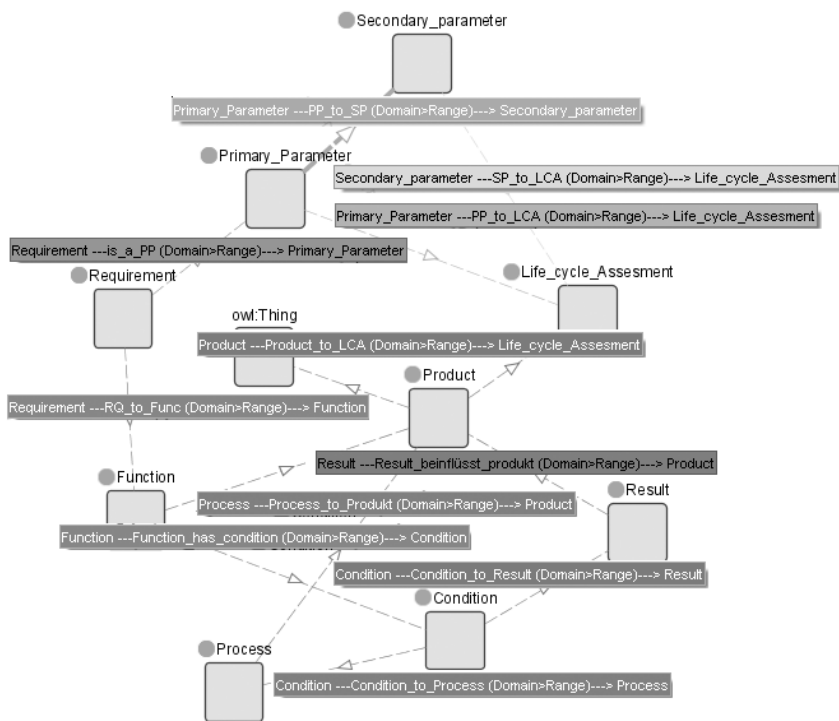 Secondary_parameter
Primary_Parameter ---PP_to_SP (Domain>Range)---> Secondary_parameter
Primary_Parameter
Secondary_parameter ---SP_to_LCA (Domain>Range)---> Life_cycle_Assesment
Primary_Parameter ---PP_to_LCA (Domain>Range)---> Life_cycle_Assesment
Requirement ---is_a_PP (Domain>Range)---> Primary_Parameter
Requirement
Life_cycle_Assesment
owl:Thing
Product ---Product_to_LCA (Domain>Range)---> Life_cycle_Assesment
Product
Requirement ---RQ_to_Func (Domain>Range)---> Function
Result ---Result_beinflüsst_produkt (Domain>Range)---> Product
Function
Result
Process ---Process_to_Produkt (Domain>Range)---> Product
Function ---Function_has_condition (Domain>Range)---> Condition
Condition ---Condition_to_Result (Domain>Range)---> Result
Condition
Process
Condition ---Condition_to_Process (Domain>Range)---> Process